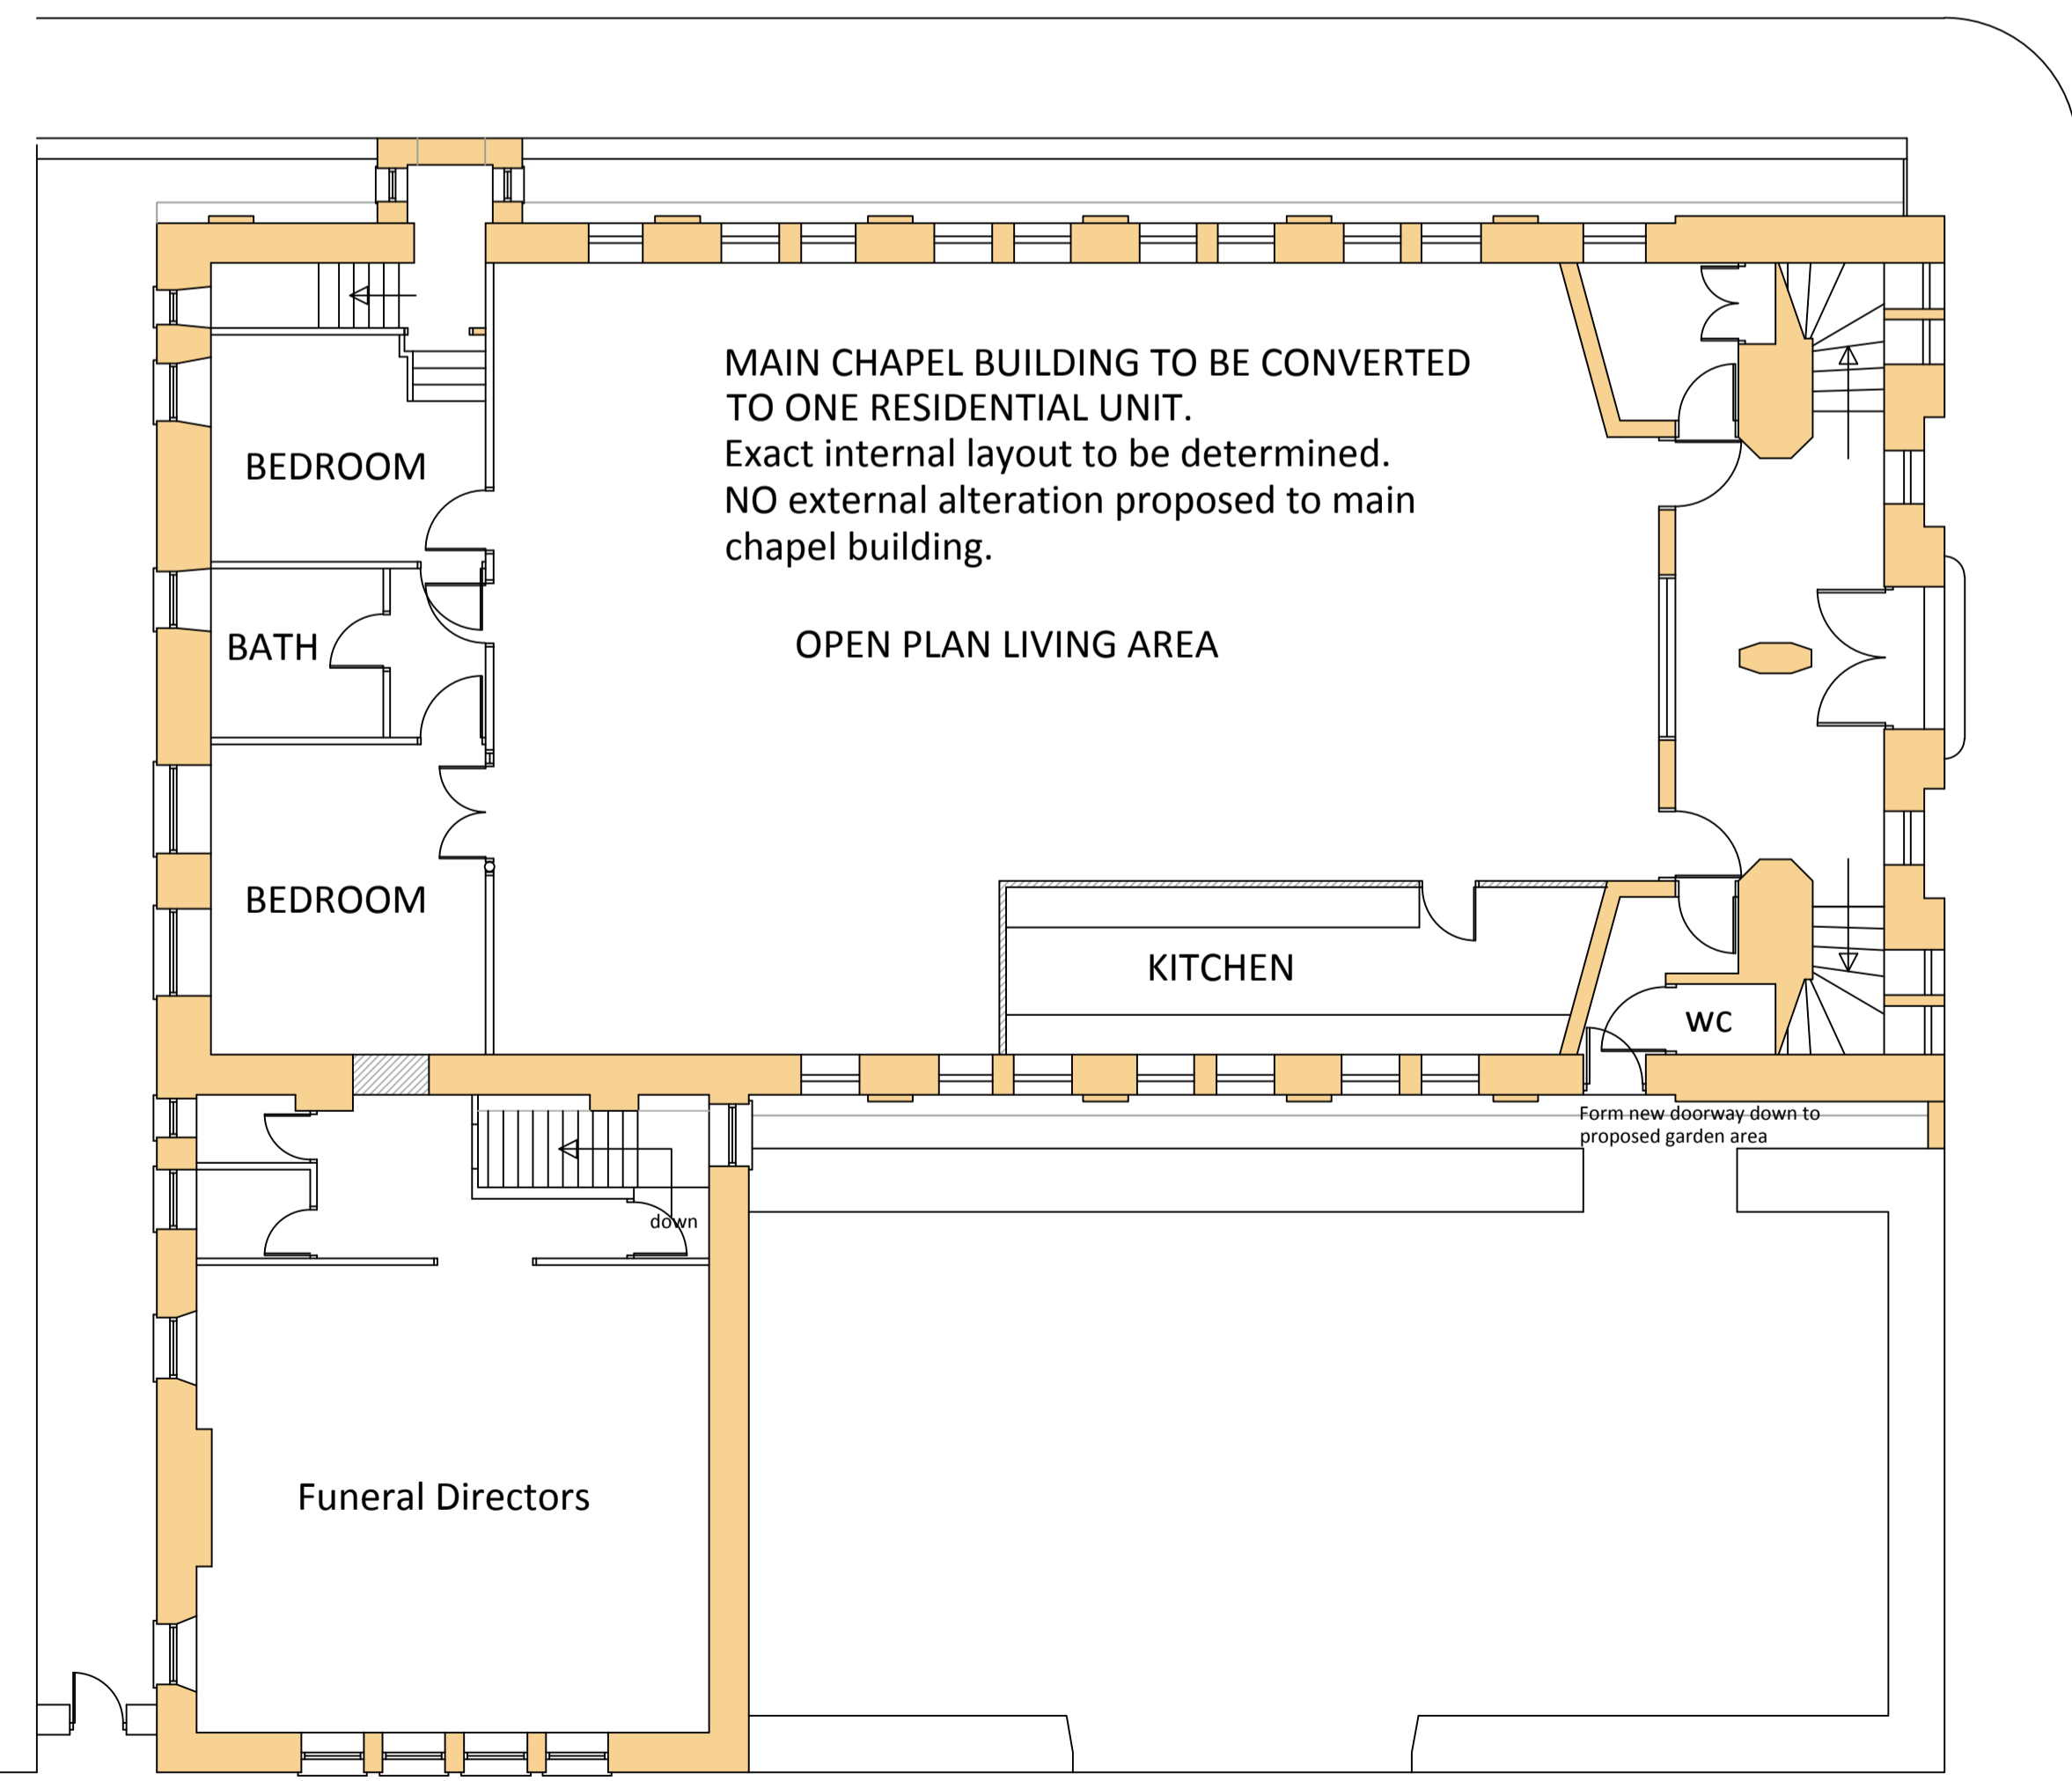 MAIN CHAPEL BUILDING TO BE CONVERTED
TO ONE RESIDENTIAL UNIT.
Exact internal layout to be determined.
NO external alteration proposed to main
chapel building.
BEDROOM
BATH
OPEN PLAN LIVING AREA
BEDROOM
KITCHEN
WC
Form new doorway down to
proposed garden area
down
Funeral Directors